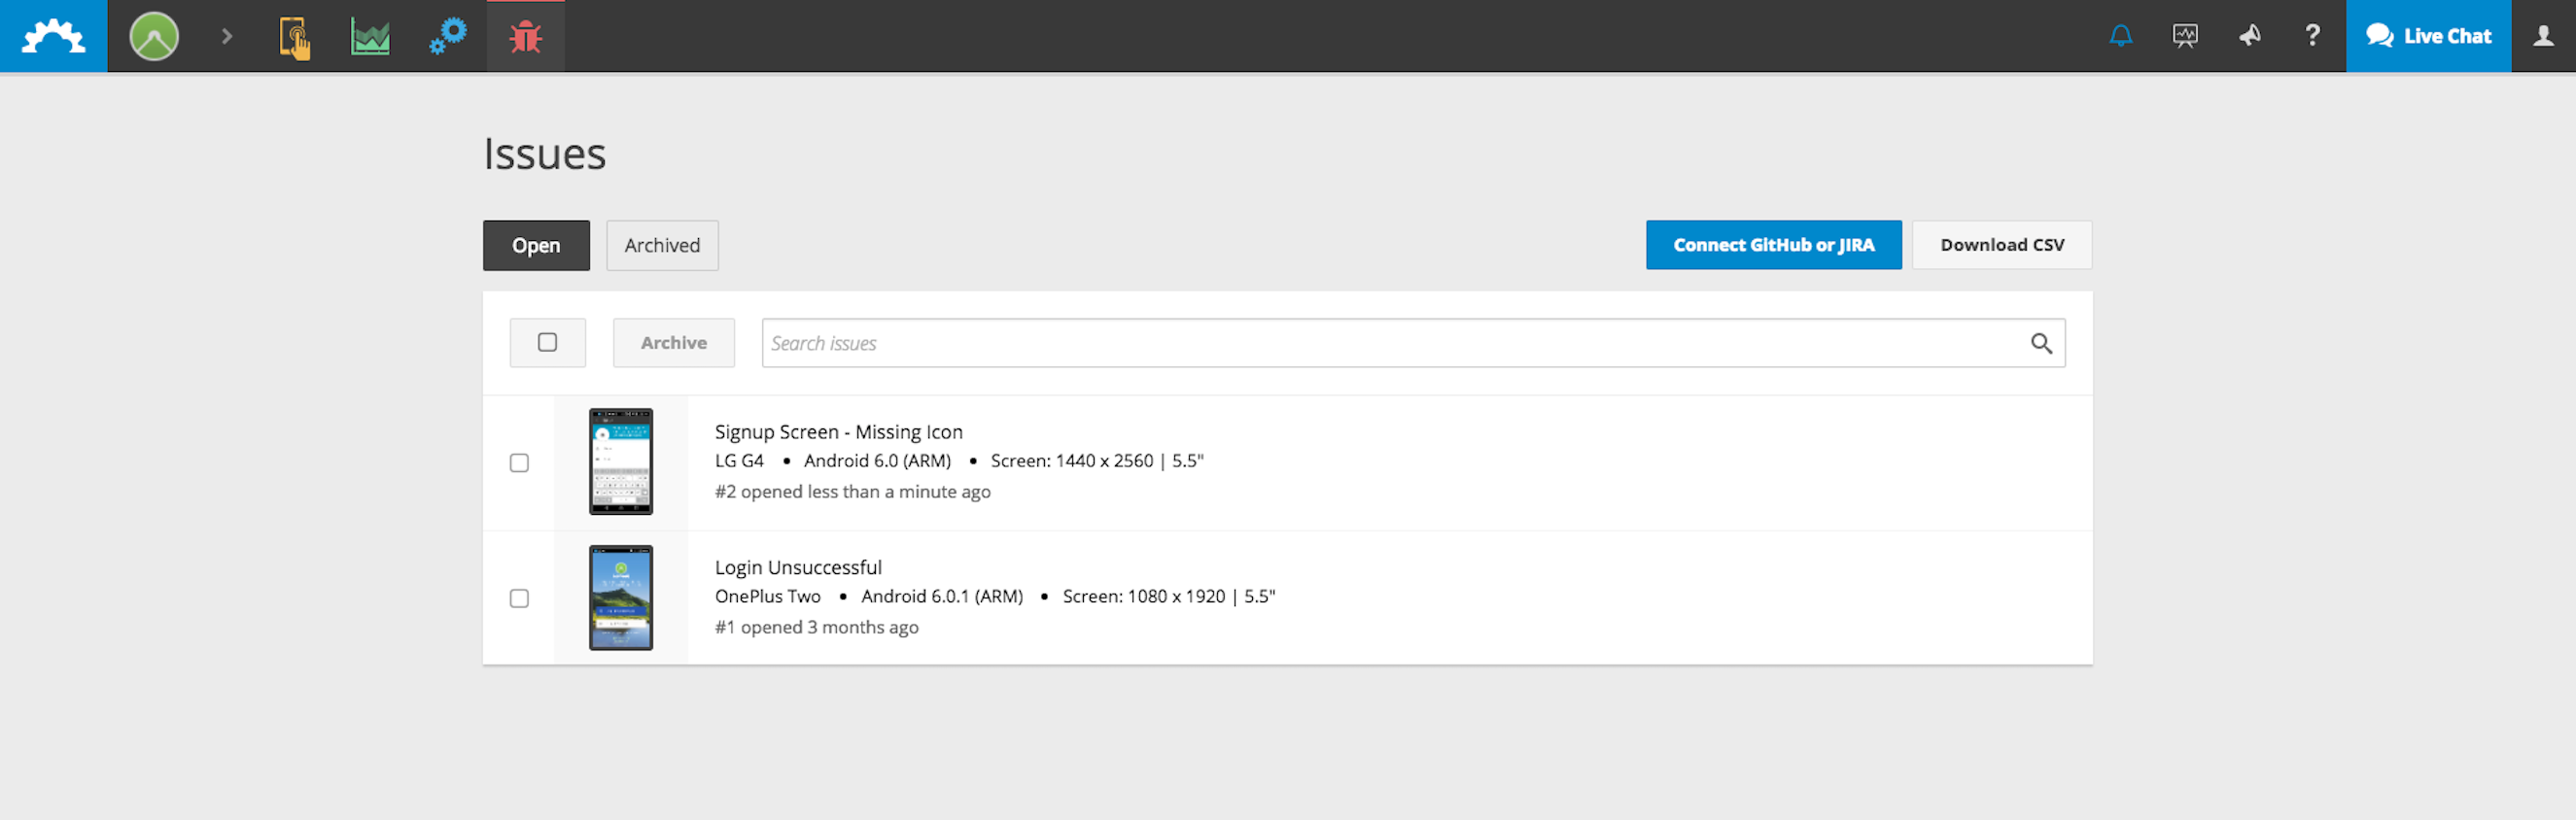 ? Live Chat
Issues
Open Archived Connect GitHub or JIRA Download CSV
Archive Search issues
Signup Screen - Missing Icon
LG G4 • Android 6.0 (ARM) • Screen: 1440 x 2560 | 5.5"
#2 opened less than a minute ago
Login Unsuccessful
OnePlus Two • Android 6.0.1 (ARM) • Screen: 1080 x 1920 | 5.5"
#1 opened 3 months ago